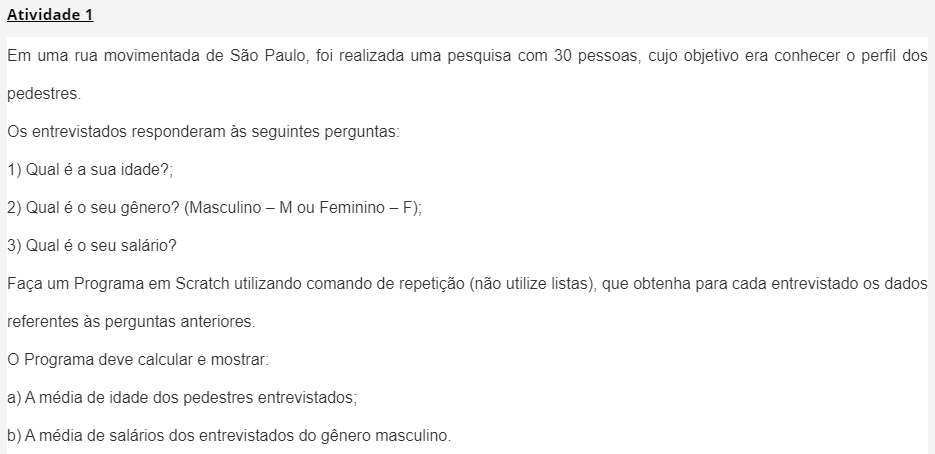 Atividade 1
Em uma rua movimentada de São Paulo, foi realizada uma pesquisa com 30 pessoas, cujo objetivo era conhecer o perfil dos
pedestres.
Os entrevistados responderam às seguintes perguntas:
1) Qual é a sua idade?;
2) Qual é o seu gênero? (Masculino – M ou Feminino – F);
3) Qual é o seu salário?
Faça um Programa em Scratch utilizando comando de repetição (não utilize listas), que obtenha para cada entrevistado os dados
referentes às perguntas anteriores.
O Programa deve calcular e mostrar:
a) A média de idade dos pedestres entrevistados;
b) A média de salários dos entrevistados do gênero masculino.